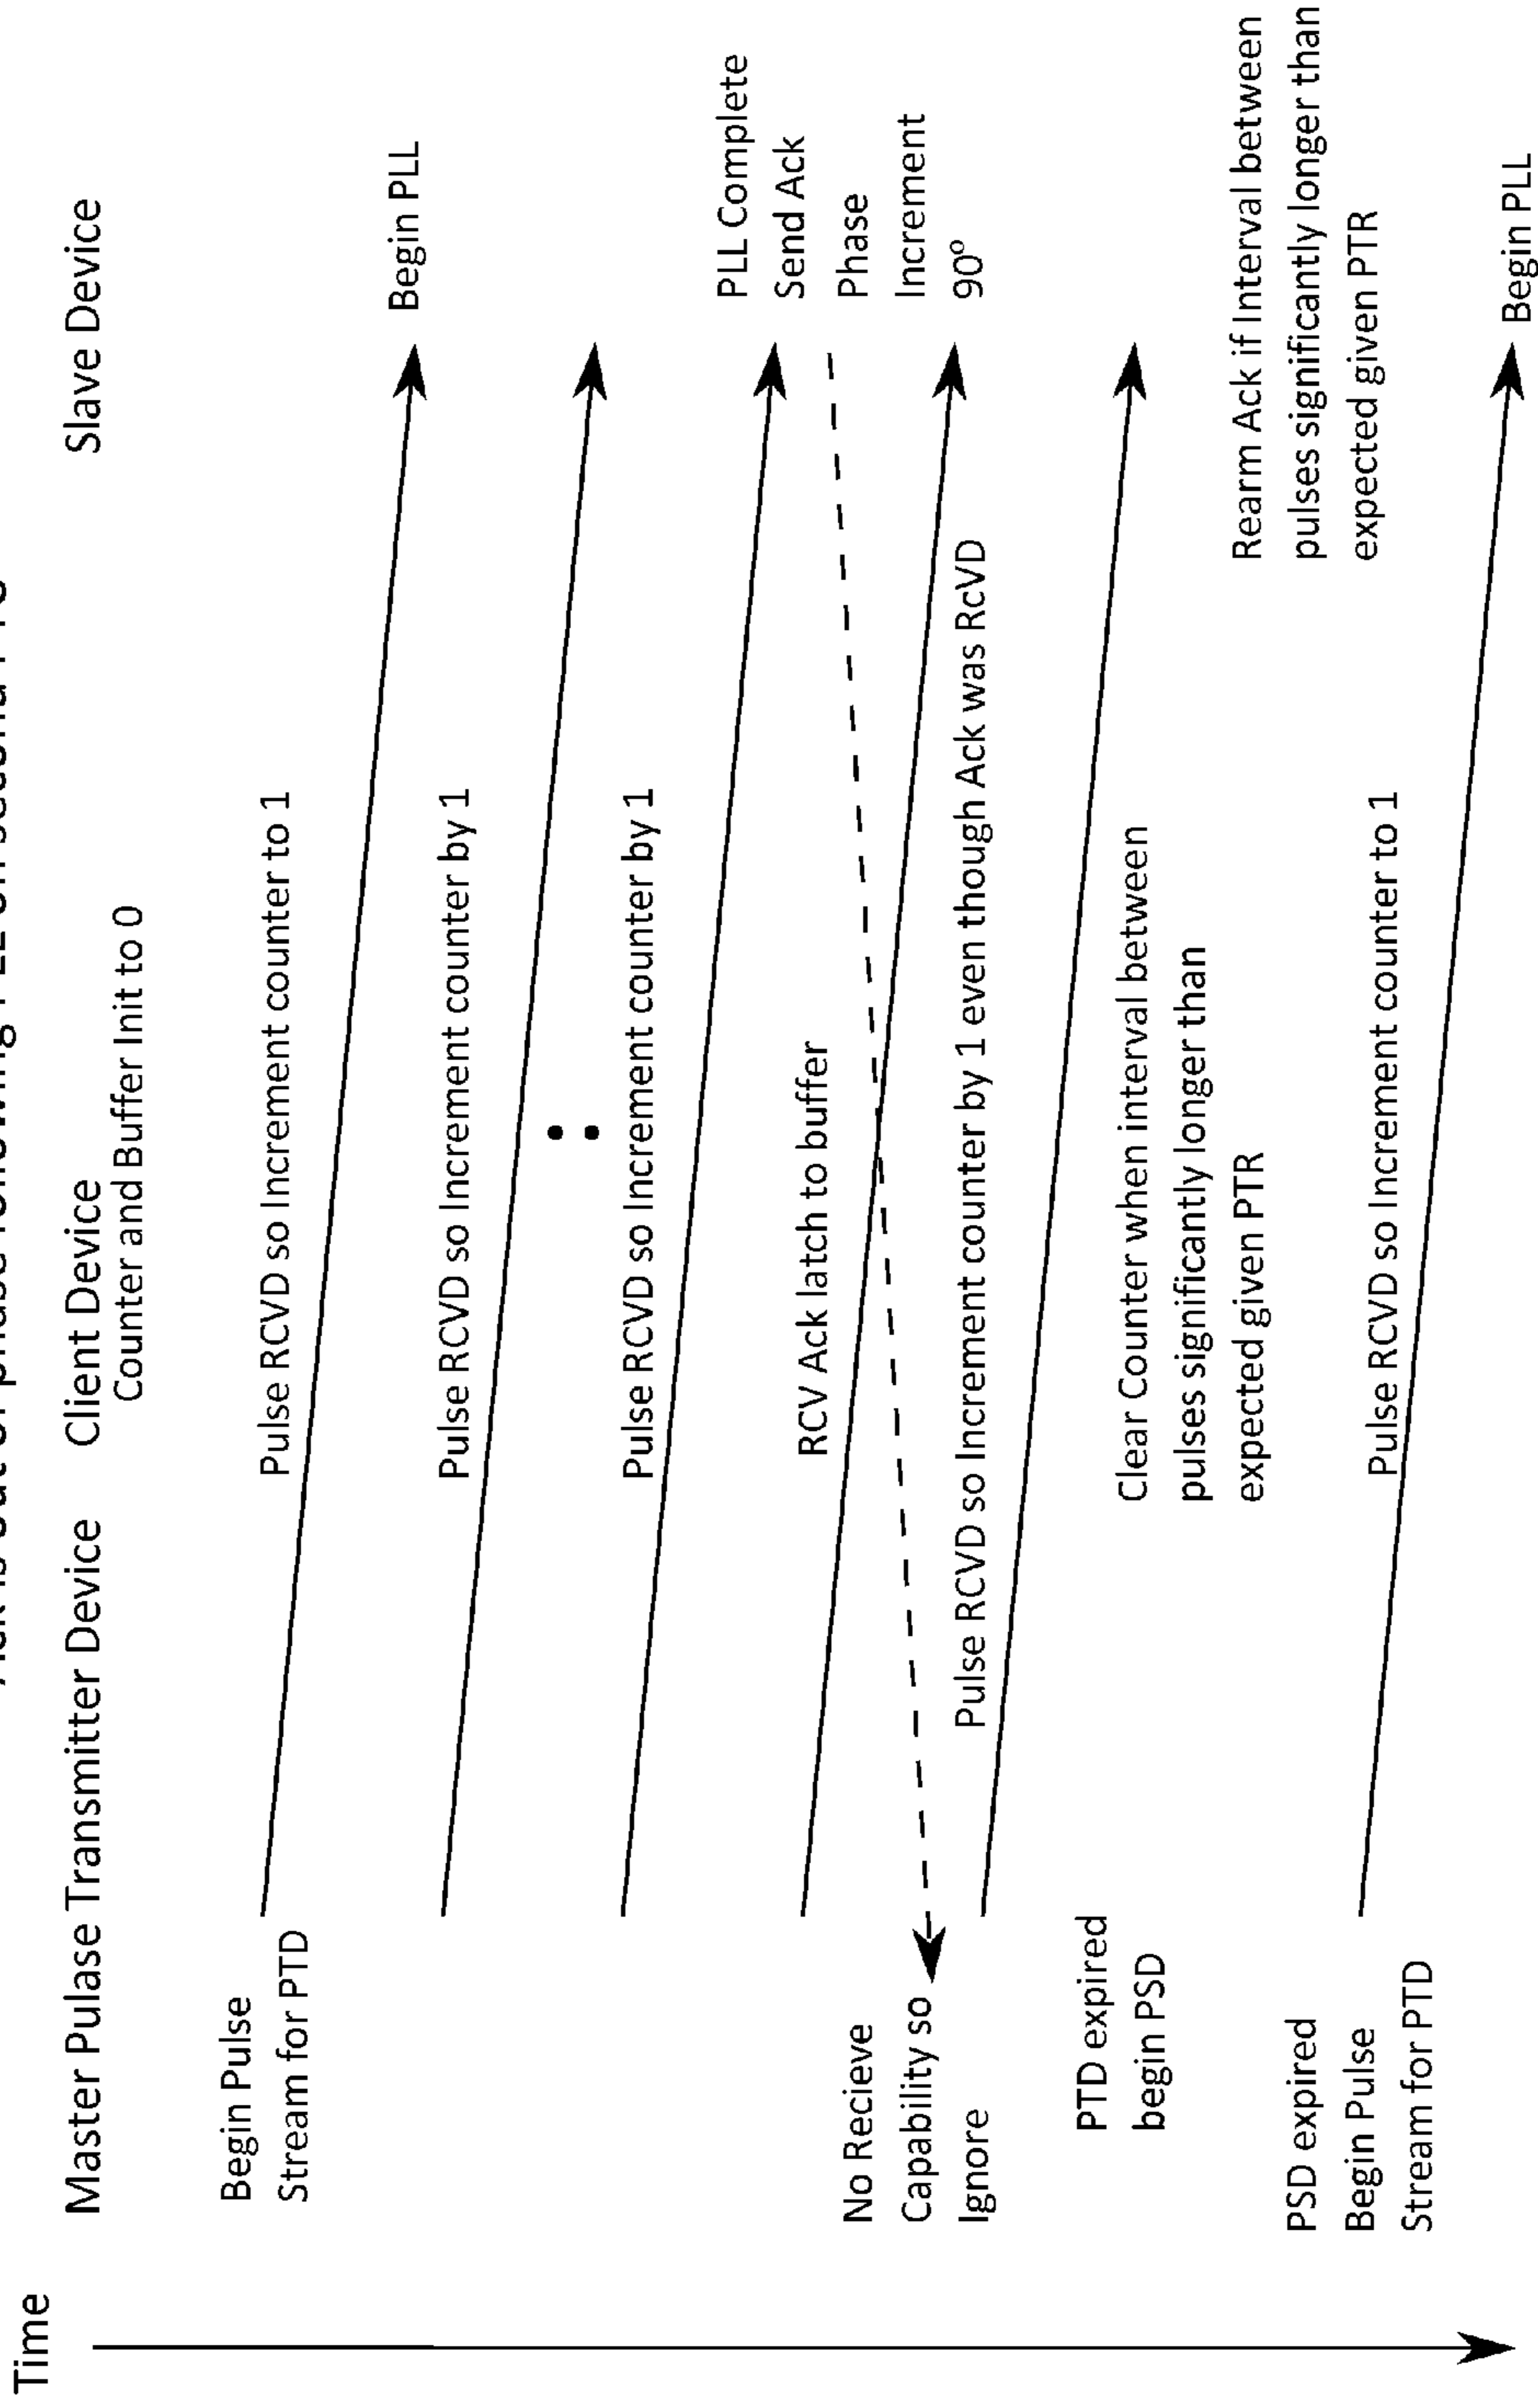 Ack is out of phase following PLL on second
Time
Master Pulase Transmitter Device
Client Device
Slave Device
Counter and Buffer Init to 0
Begin Pulse
Stream for PTD
Pulse RCVD so Increment counter to 1
Begin PLL
Pulse RCVD so Increment counter by 1
Pulse RCVD so Increment counter by 1
PLL Complete
Send Ack
Phase
Increment
90º
RCV Ack latch to buffer
No Recieve
Capability so
Ignore
Pulse RCVD so Increment counter by 1 even though Ack was RcVD
PTD expired
begin PSD
Clear Counter when interval between
pulses significantly longer than
expected given PTR
Rearm Ack if Interval between
pulses significantly longer than
expected given PTR
PSD expired
Begin Pulse
Stream for PTD
Pulse RCVD so Increment counter to 1
Begin PLL